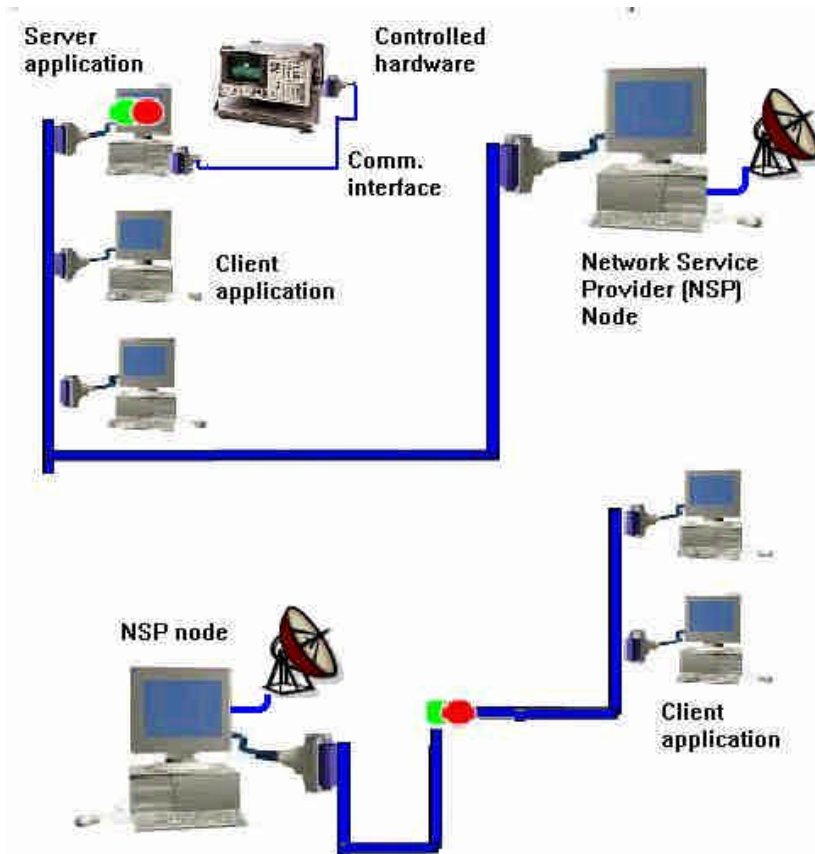 Server
application
Controlled
hardware
Comm.
interface
Client
application
Network Service
Provider (NSP)
Node
NSP node
Client
application